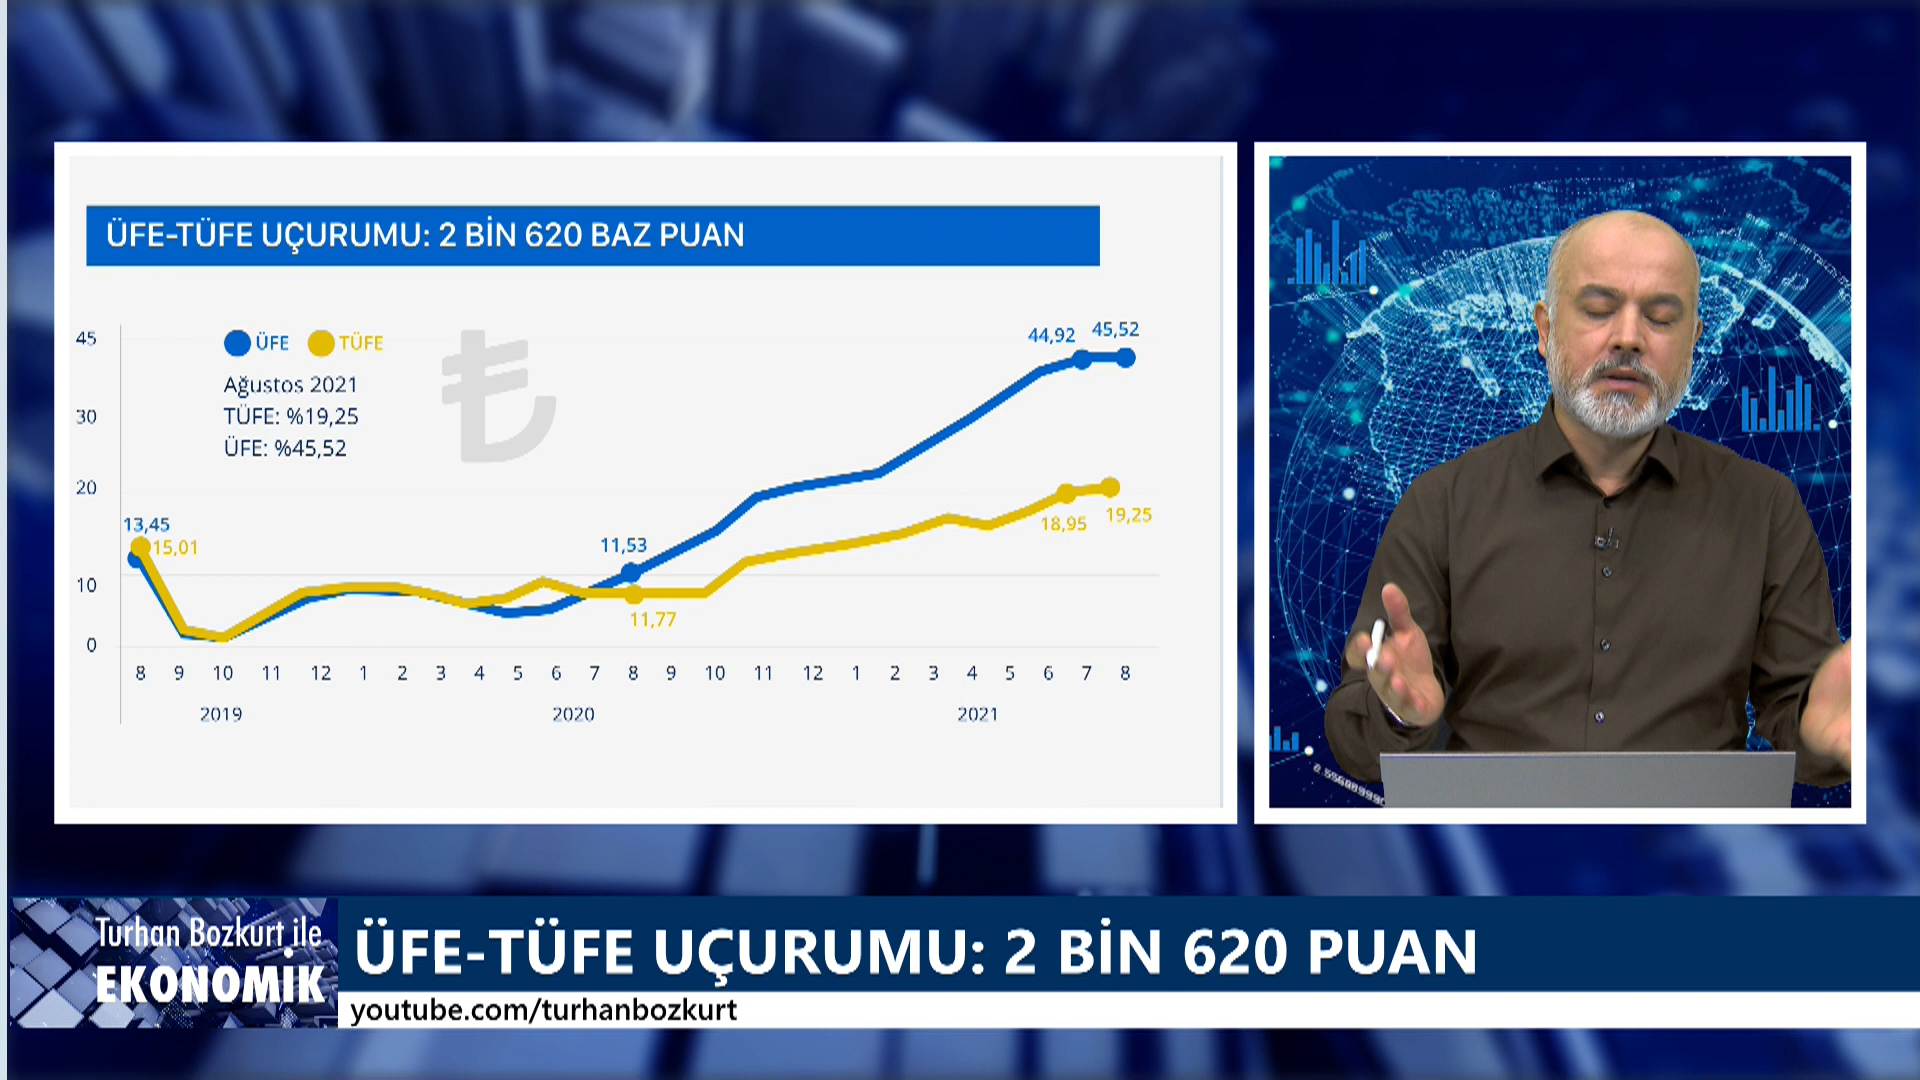 ÜFE-TÜFE UÇURUMU: 2 BİN 620 BAZ PUAN
45
30
20
10
0
ÜFE TÜFE
Ağustos 2021
TÜFE: %19,25
ÜFE: %45,52
44,92 45,52
13,45
15,01
11,53
11,77
18,95 19,25
8 9 10 11 12 1 2 3 4 5 6 7 8 9 10 11 12 1 2 3 4 5 6 7 8
2019 2020 2021
Turhan Bozkurt ile
EKONOMİK
ÜFE-TÜFE UÇURUMU: 2 BİN 620 PUAN
youtube.com/turhanbozkurt